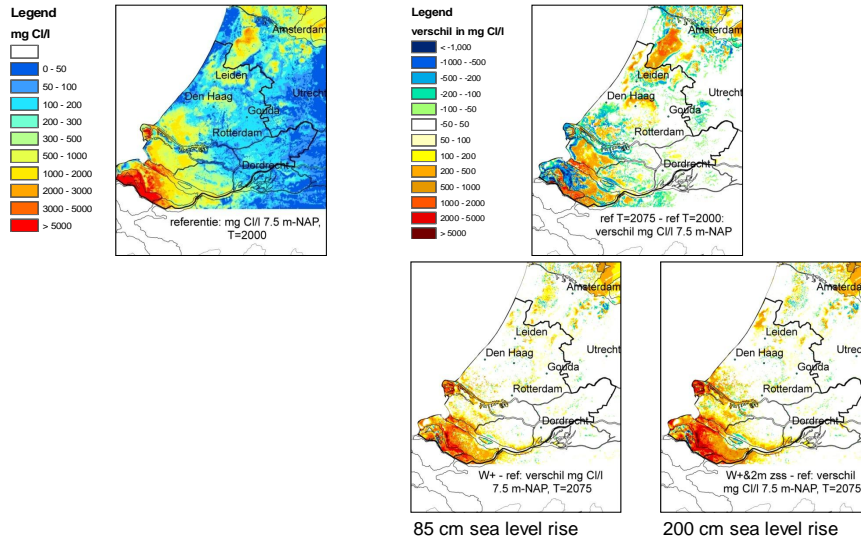 Legend
mg Cl/l
0 - 50
50 - 100
100 - 200
200 - 300
300 - 500
500 - 1000
1000 - 2000
2000 - 3000
3000 - 5000
> 5000
Amsterdam
Leiden
Den Haag
Utrecht
Gouda
Rotterdam
Dordrecht
referentie: mg Cl/l 7.5 m-NAP,
T=2000
Legend
verschil in mg Cl/l
< -1,000
-1000 - -500
-500 - -200
-200 - -100
-100 - -50
-50 - 50
50 - 100
100 - 200
200 - 500
500 - 1000
1000 - 2000
2000 - 5000
> 5000
Amsterdam
Leiden
Den Haag
Utrecht
Gouda
Rotterdam
Dordrecht
ref T=2075 - ref T=2000:
verschil mg Cl/l 7.5 m-NAP
Amsterda
Leiden
Den Haag
Utrecht
Gouda
Rotterdam
Dordrecht
W+ - ref: verschil mg Cl/l
7.5 m-NAP, T=2075
85 cm sea level rise
Amsterda
Leiden
Den Haag
Utrec
Gouda
Rotterdam
Dordrecht
W+&2m zss - ref: verschil
mg Cl/l 7.5 m-NAP, T=2075
200 cm sea level rise